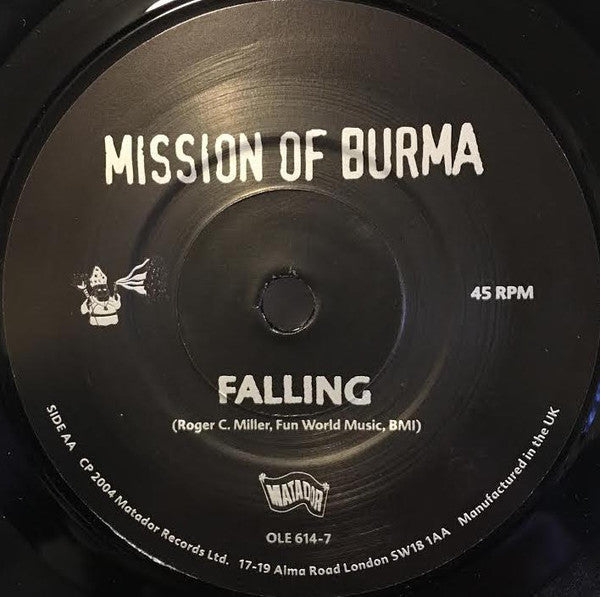 MISSION OF BURMA
45 RPM
FALLING
(Roger C. Miller, Fun World Music, BMI)
MATADOR
OLE 614-7
SIDE AA CP 2004 Matador Records Ltd. 17-19 Alma Road London SW18 1AA Manufactured in the UK